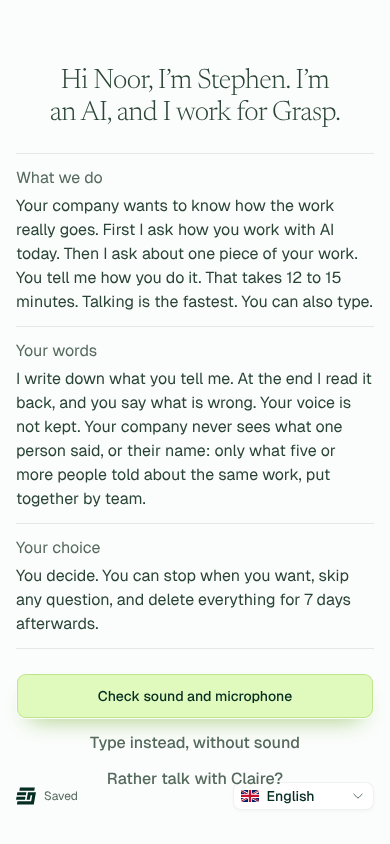 Hi Noor, I’m Stephen. I’m
an AI, and I work for Grasp.
What we do
Your company wants to know how the work
really goes. First I ask how you work with AI
today. Then I ask about one piece of your work.
You tell me how you do it. That takes 12 to 15
minutes. Talking is the fastest. You can also type.
Your words
I write down what you tell me. At the end I read it
back, and you say what is wrong. Your voice is
not kept. Your company never sees what one
person said, or their name: only what five or
more people told about the same work, put
together by team.
Your choice
You decide. You can stop when you want, skip
any question, and delete everything for 7 days
afterwards.
Check sound and microphone
Type instead, without sound
Rather talk with Claire?
Saved
English